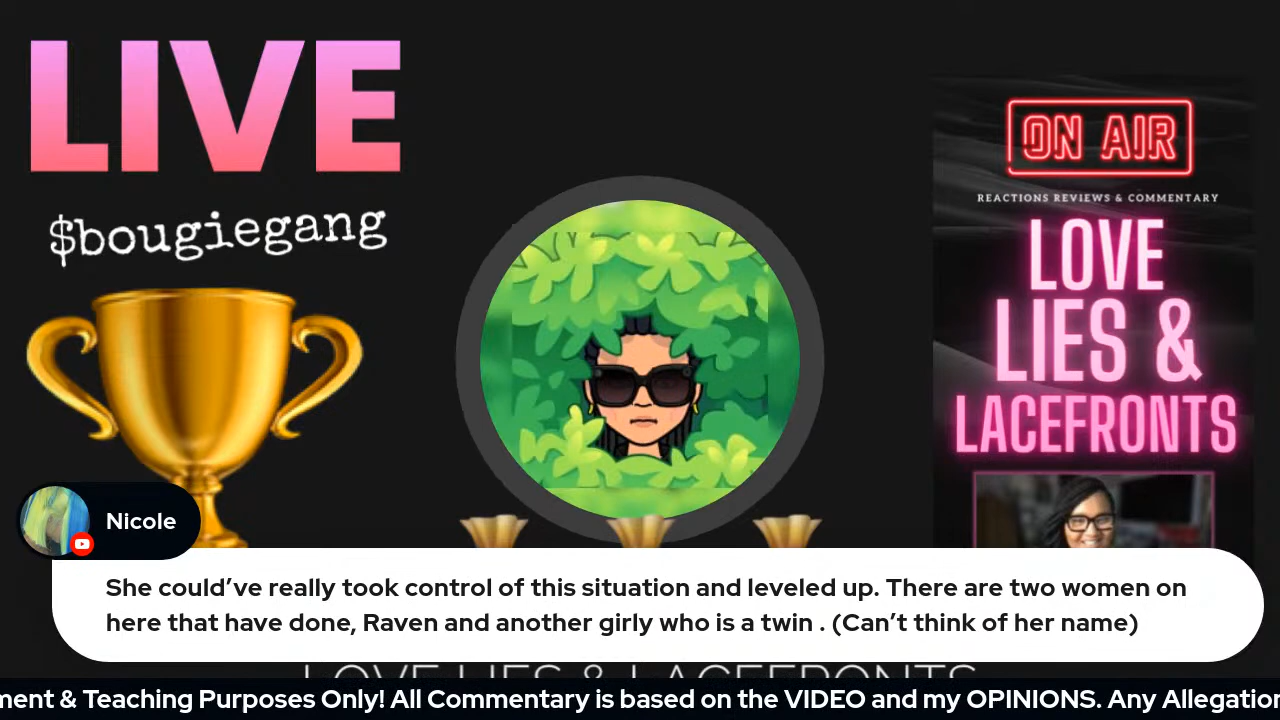 LIVE
$bougiegang
ON AIR
REACTIONS REVIEWS & COMMENTARY
LOVE
LIES &
LACEFRONTS
Nicole
She could’ve really took control of this situation and leveled up. There are two women on
here that have done, Raven and another girly who is a twin . (Can’t think of her name)
LOVE LIES & LACEFRONTS
ment & Teaching Purposes Only! All Commentary is based on the VIDEO and my OPINIONS. Any Allegation